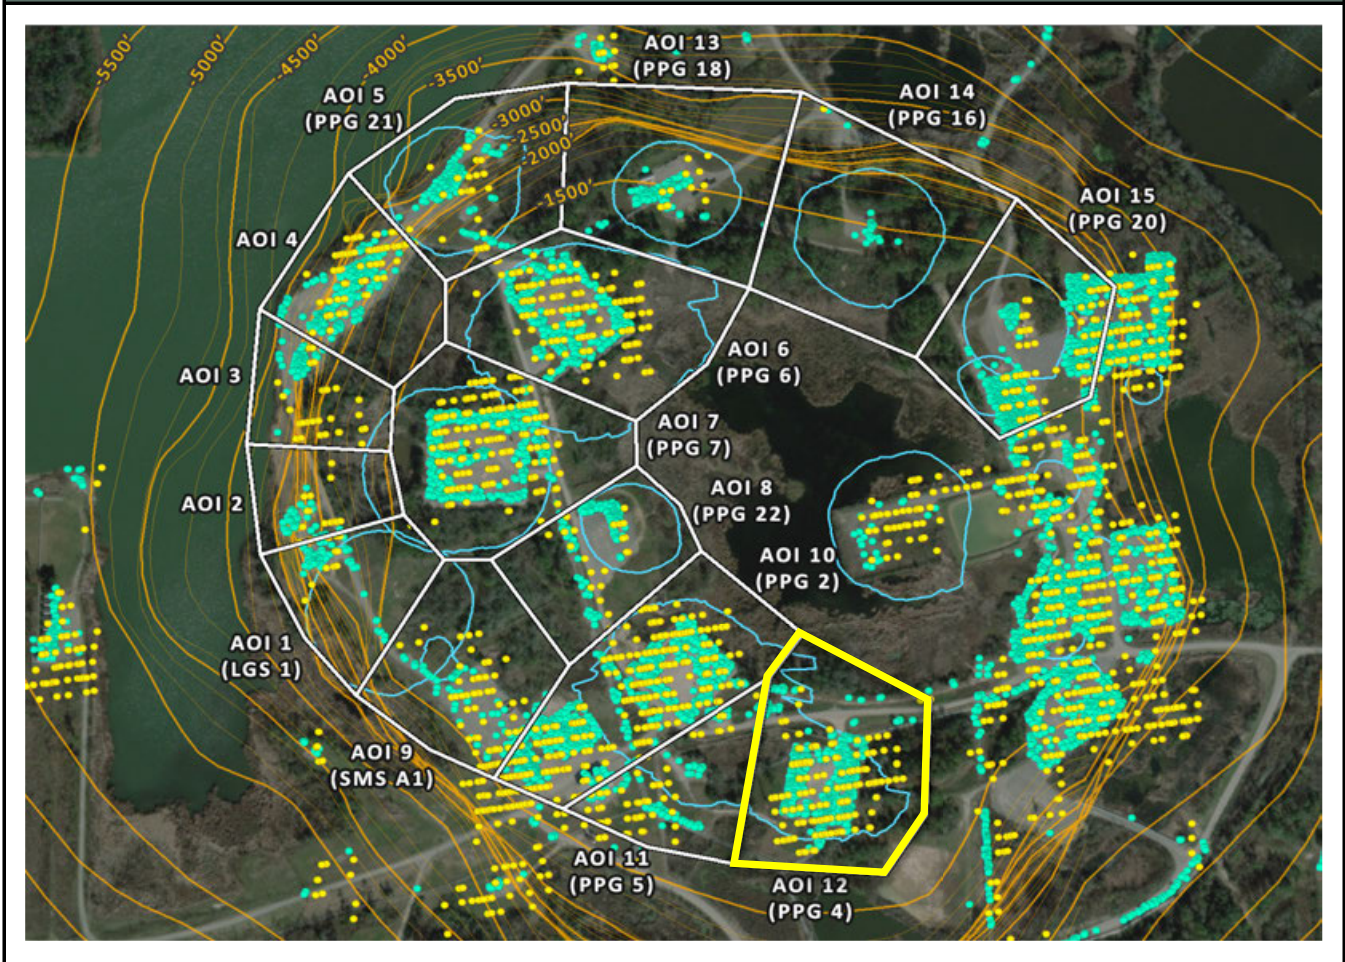 -5500'
-5000'
-4500'
-4000'
-3500'
-3000'
-2500'
-2000'
-1500'
AOI 13
(PPG 18)
AOI 5
(PPG 21)
AOI 14
(PPG 16)
AOI 15
(PPG 20)
AOI 4
AOI 3
AOI 6
(PPG 6)
AOI 7
(PPG 7)
AOI 2
AOI 8
(PPG 22)
AOI 10
(PPG 2)
AOI 1
(LGS 1)
AOI 9
(SMS A1)
AOI 11
(PPG 5)
AOI 12
(PPG 4)